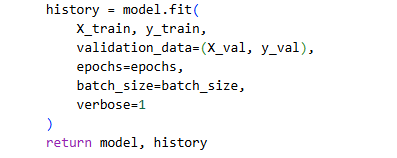 history = model.fit(
    X_train, y_train,
    validation_data=(X_val, y_val),
    epochs=epochs,
    batch_size=batch_size,
    verbose=1
)
return model, history